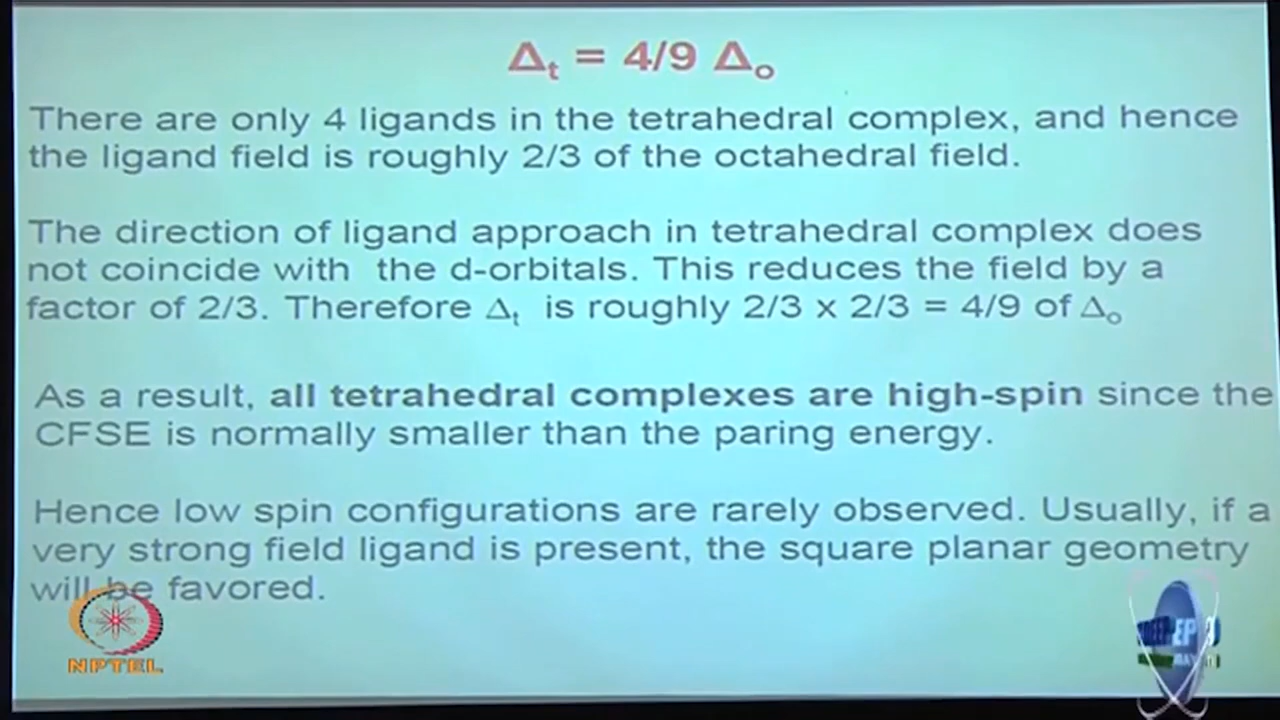 Δt = 4/9 Δo
There are only 4 ligands in the tetrahedral complex, and hence
the ligand field is roughly 2/3 of the octahedral field.
The direction of ligand approach in tetrahedral complex does
not coincide with the d-orbitals. This reduces the field by a
factor of 2/3. Therefore Δt is roughly 2/3 x 2/3 = 4/9 of Δo
As a result, all tetrahedral complexes are high-spin since the
CFSE is normally smaller than the paring energy.
Hence low spin configurations are rarely observed. Usually, if a
very strong field ligand is present, the square planar geometry
will be favored.
NPTEL